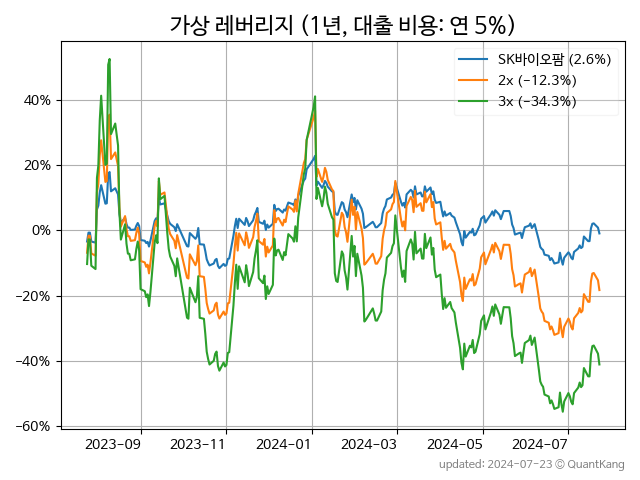 가상 레버리지 (1년, 대출 비용: 연 5%)
SK바이오팜 (2.6%)
2x (−12.3%)
3x (−34.3%)
40%
20%
0%
−20%
−40%
−60%
2023-09 2023-11 2024-01 2024-03 2024-05 2024-07
updated: 2024-07-23 © QuantKang